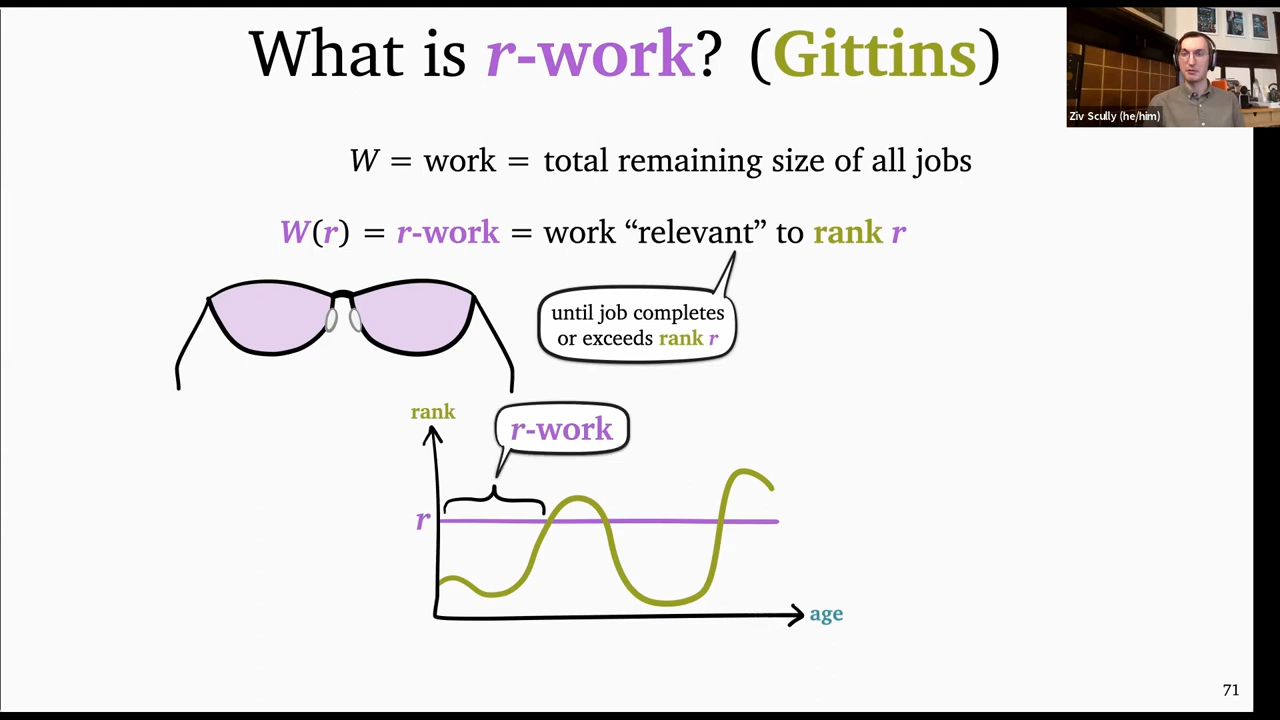 What is r-work? (Gittins)
Ziv Scully (he/him)
W = work = total remaining size of all jobs
W(r) = r-work = work “relevant” to rank r
until job completes
or exceeds rank r
rank
r-work
r
age
71